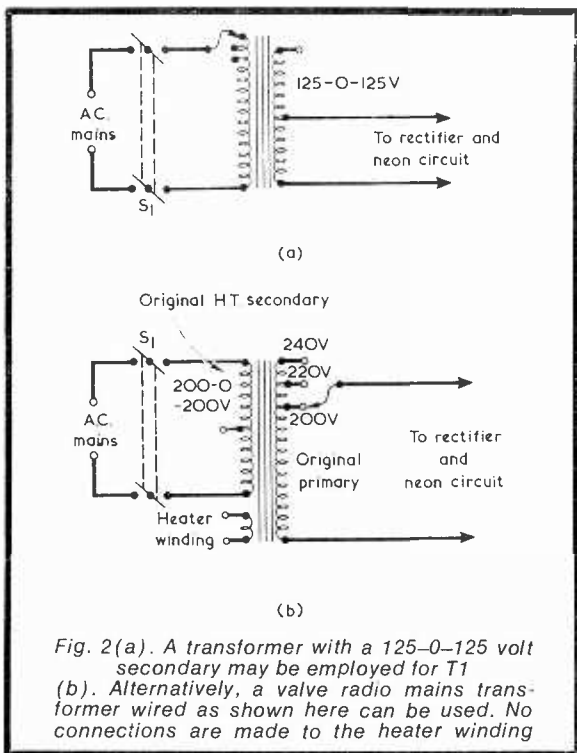 125-O-125V
A.C.
mains
To rectifier and
neon circuit
S1
(a)
Original HT secondary
S1
240V
220V
200-O
-200V
200V
A.C.
mains
To rectifier
and
neon circuit
Original
primary
Heater
winding
(b)
Fig. 2(a). A transformer with a 125–0–125 volt
secondary may be employed for T1
(b). Alternatively, a valve radio mains trans-
former wired as shown here can be used. No
connections are made to the heater winding